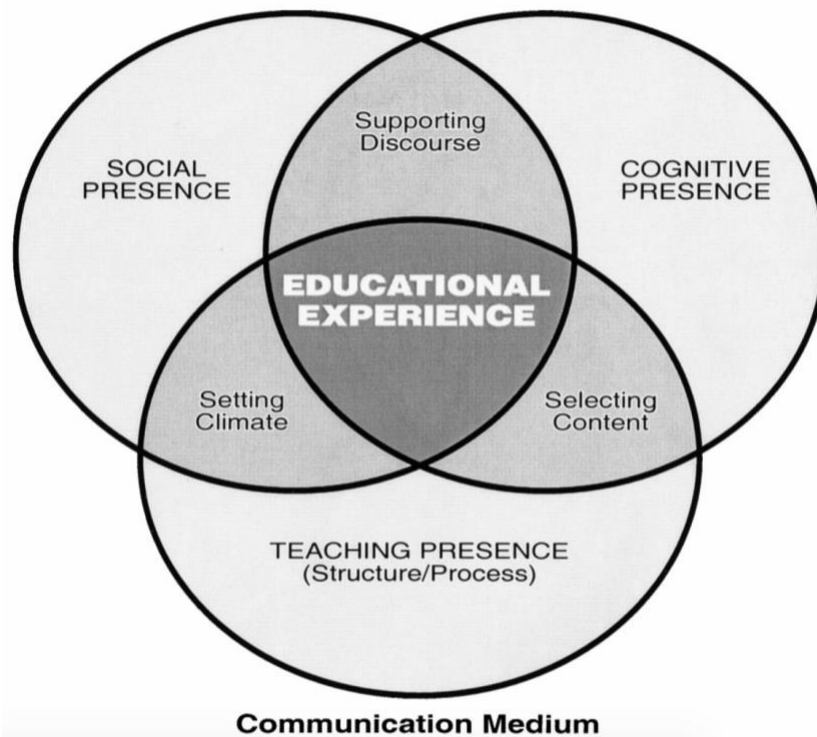 Supporting
Discourse
SOCIAL
PRESENCE
COGNITIVE
PRESENCE
EDUCATIONAL
EXPERIENCE
Setting
Climate
Selecting
Content
TEACHING PRESENCE
(Structure/Process)
Communication Medium